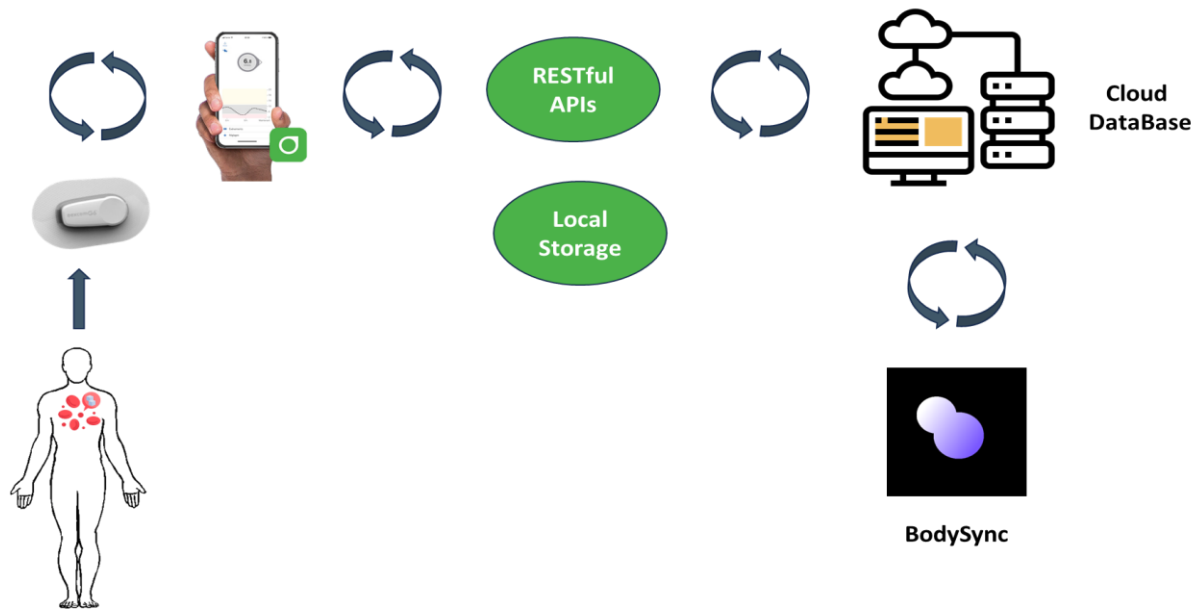 RESTful
APIs
Cloud
DataBase
Local
Storage
BodySync